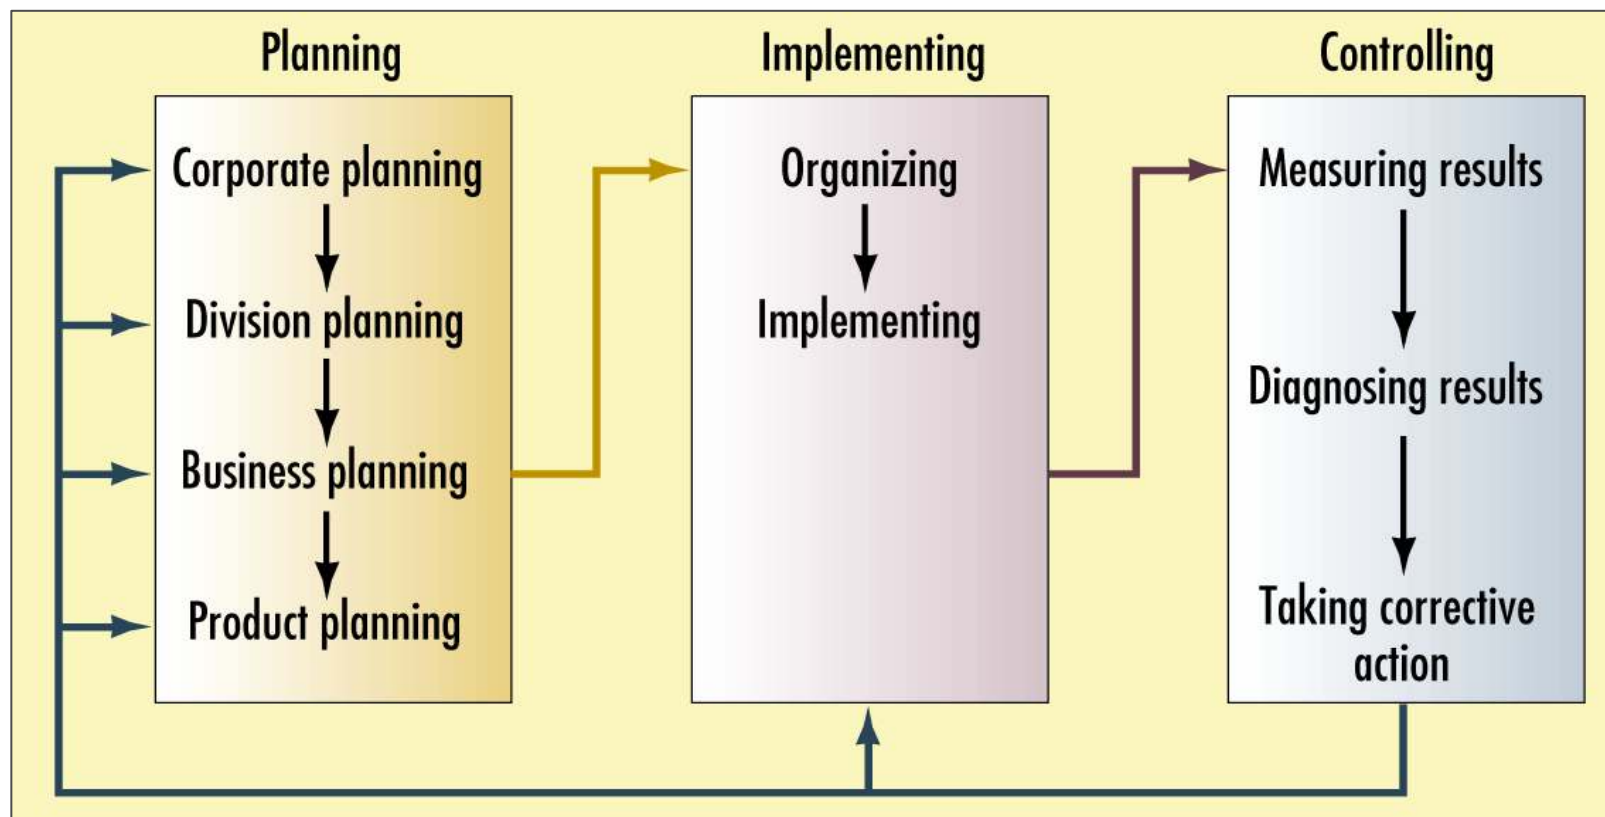 Planning
Corporate planning
Division planning
Business planning
Product planning
Implementing
Organizing
Implementing
Controlling
Measuring results
Diagnosing results
Taking corrective
action